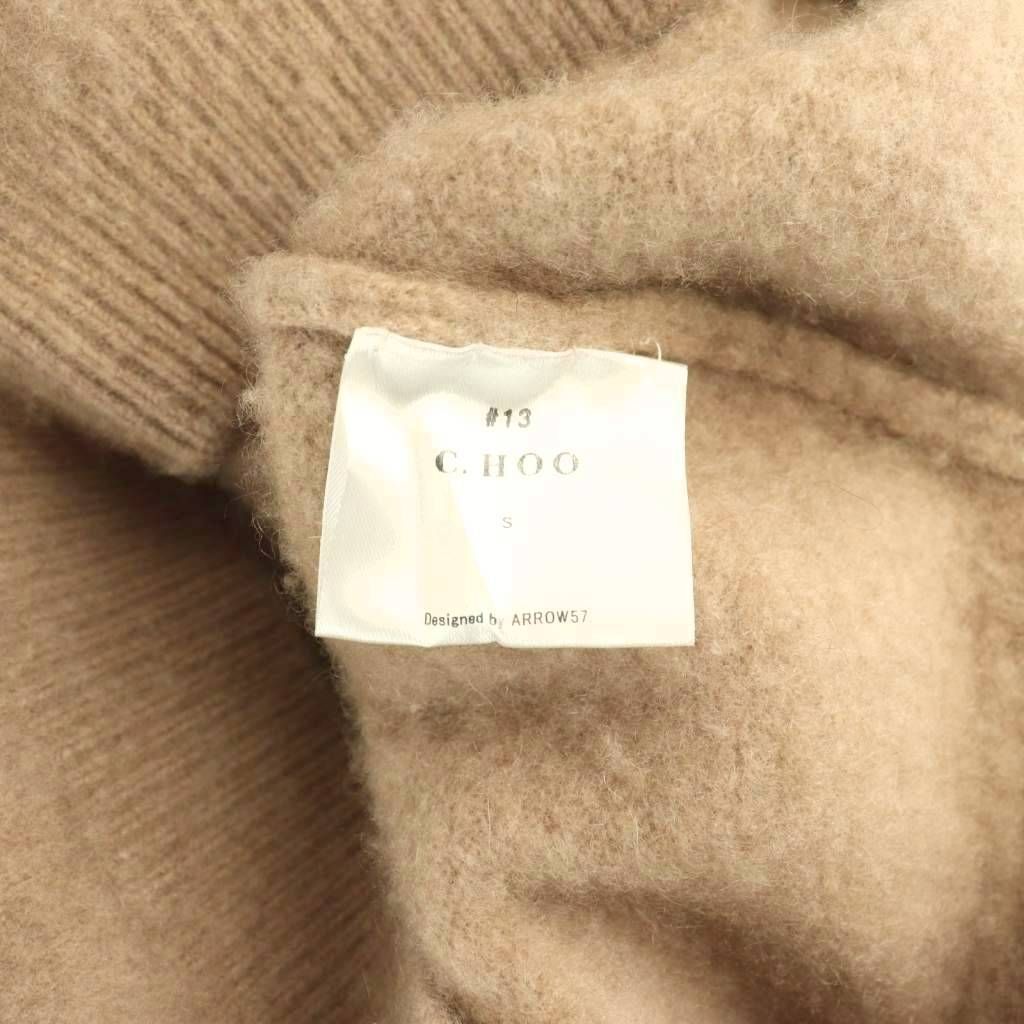 #13
C. HOO
S
Designed by ARROW57